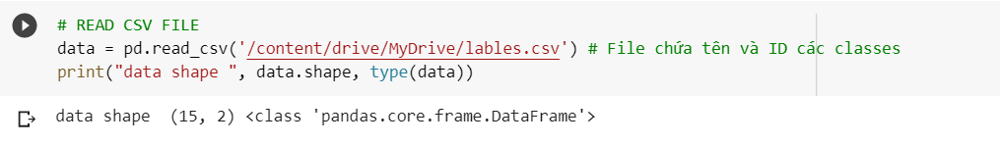 # READ CSV FILE
data = pd.read_csv('/content/drive/MyDrive/lables.csv') # File chứa tên và ID các classes
print("data shape ", data.shape, type(data))
data shape  (15, 2) <class 'pandas.core.frame.DataFrame'>